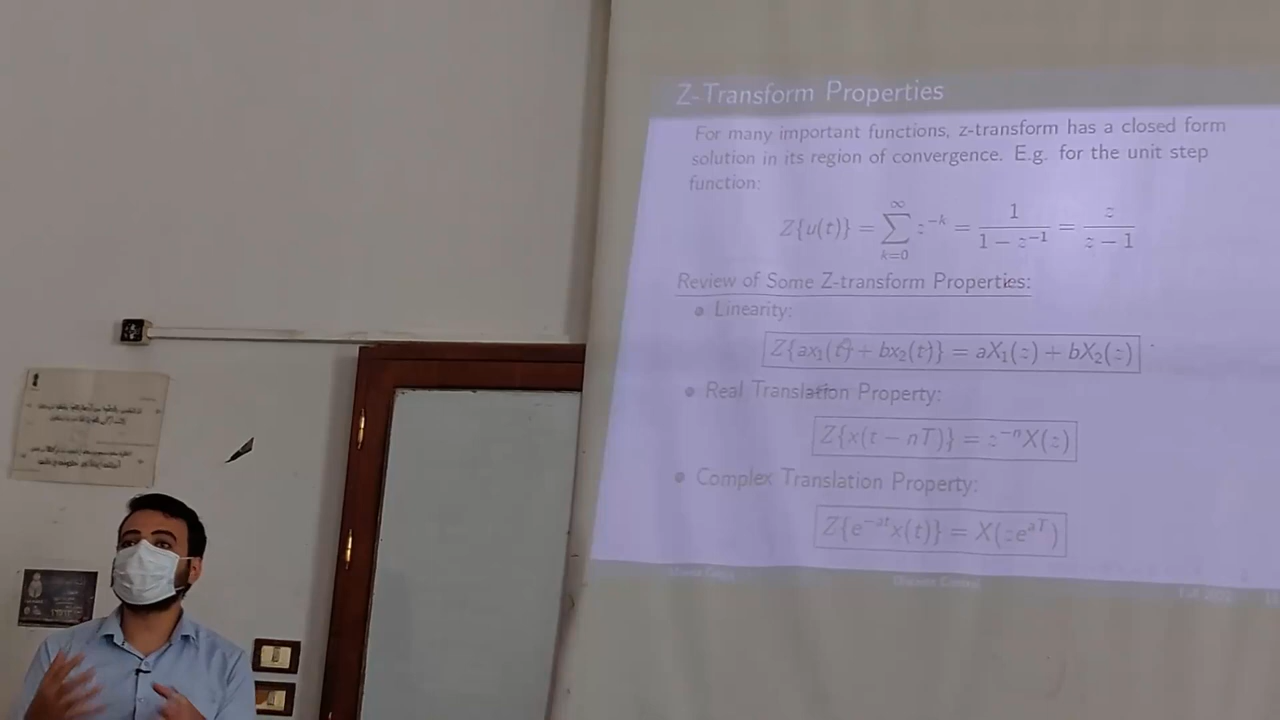 Z-Transform Properties
For many important functions, z-transform has a closed form
solution in its region of convergence. E.g. for the unit step
function:
Z{u(t)} = ∑_{k=0}^{∞} z^{-k} = 1/(1 − z^{-1}) = z/(z − 1)
Review of Some Z-transform Properties:
Linearity:
Z{ax₁(t) + bx₂(t)} = aX₁(z) + bX₂(z)
Real Translation Property:
Z{x(t − nT)} = z^{-n}X(z)
Complex Translation Property:
Z{e^{-at}x(t)} = X(ze^{aT})
Discrete Control